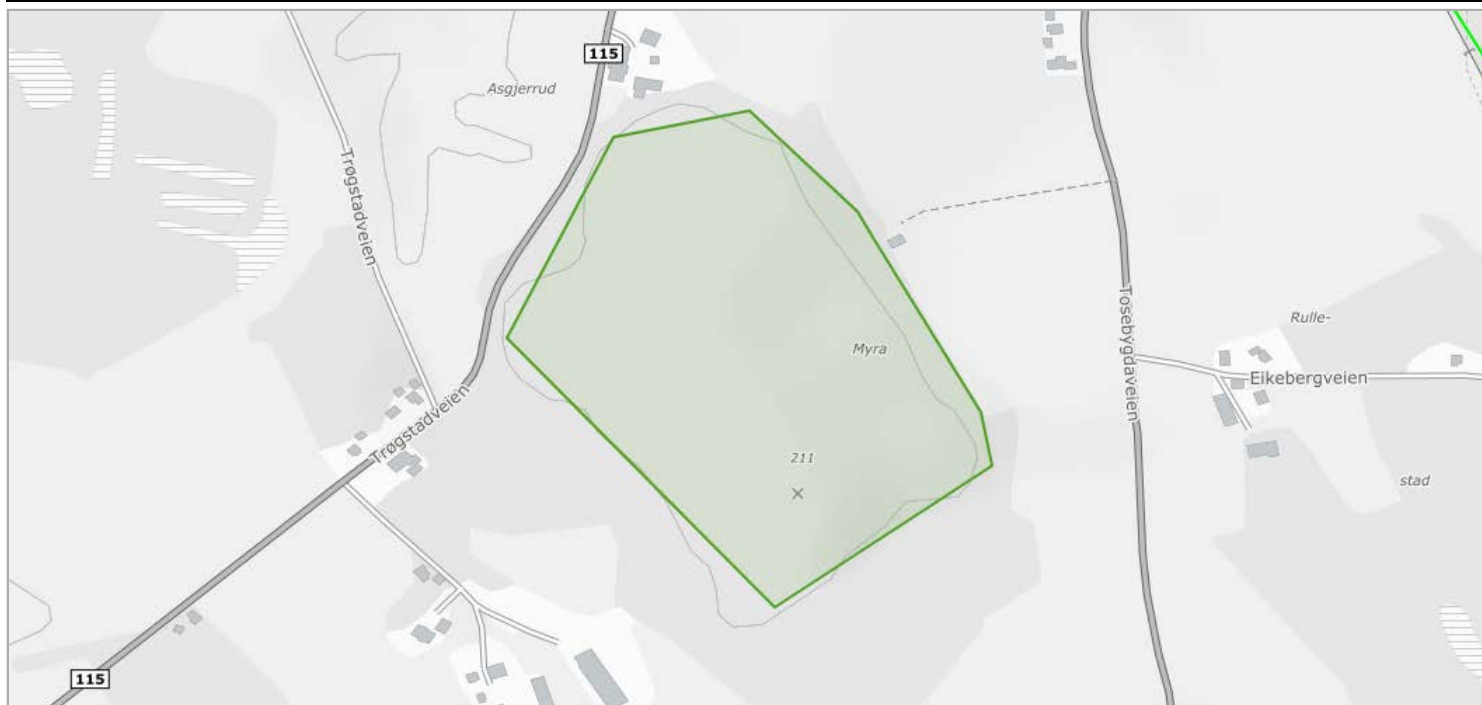 115
Asgjerrud
Trøgstadveien
Tosebygdaveien
Rulle-
Myra
Eikebergveien
Trøgstadveien
211
stad
115